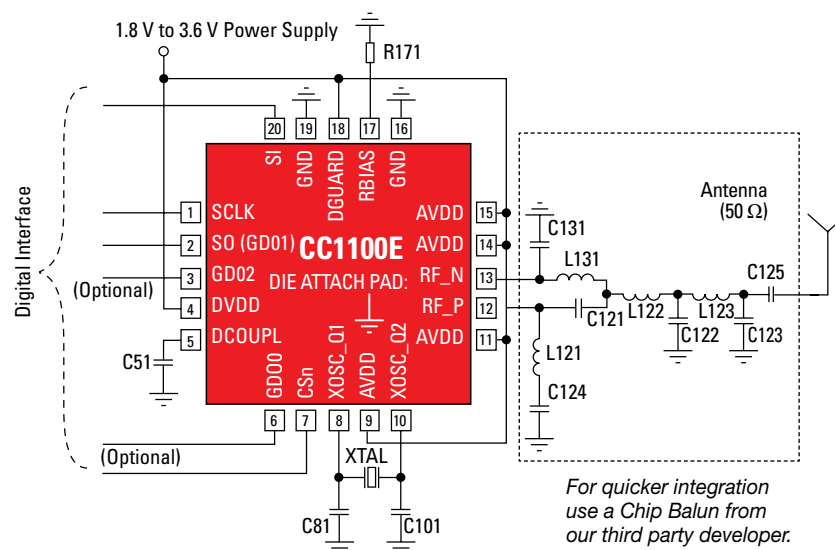 1.8 V to 3.6 V Power Supply
R171
20
19
18
17
16
SI
GND
DGUARD
RBIAS
GND
Digital Interface
1
SCLK
2
SO (GD01)
3
GD02
(Optional)
4
DVDD
5
DCOUPL
C51
CC1100E
DIE ATTACH PAD:
AVDD
15
AVDD
14
RF_N
13
RF_P
12
AVDD
11
GDO0
CSn
XOSC_Q1
AVDD
XOSC_Q2
6
7
8
9
10
(Optional)
XTAL
C81
C101
Antenna
(50 Ω)
C131
L131
C125
C121
L122
L123
C122
C123
L121
C124
For quicker integration
use a Chip Balun from
our third party developer.